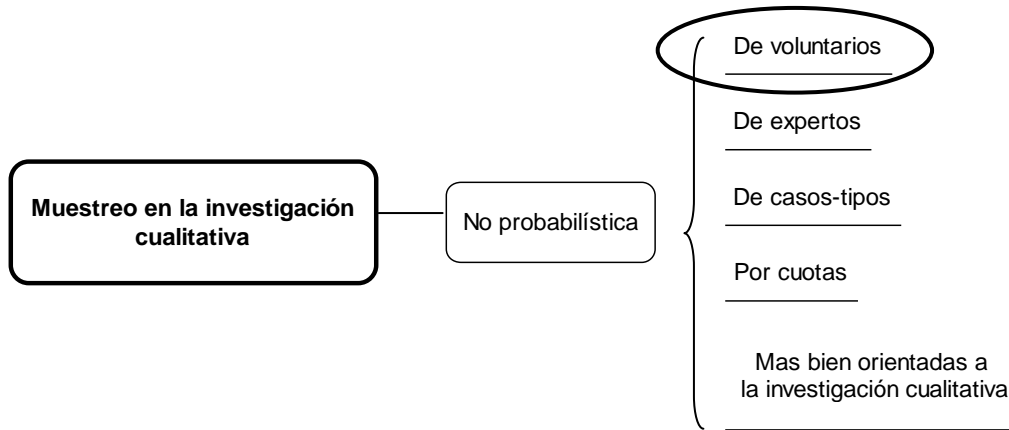 Muestreo en la investigación
cualitativa
No probabilística
De voluntarios
De expertos
De casos-tipos
Por cuotas
Mas bien orientadas a
la investigación cualitativa